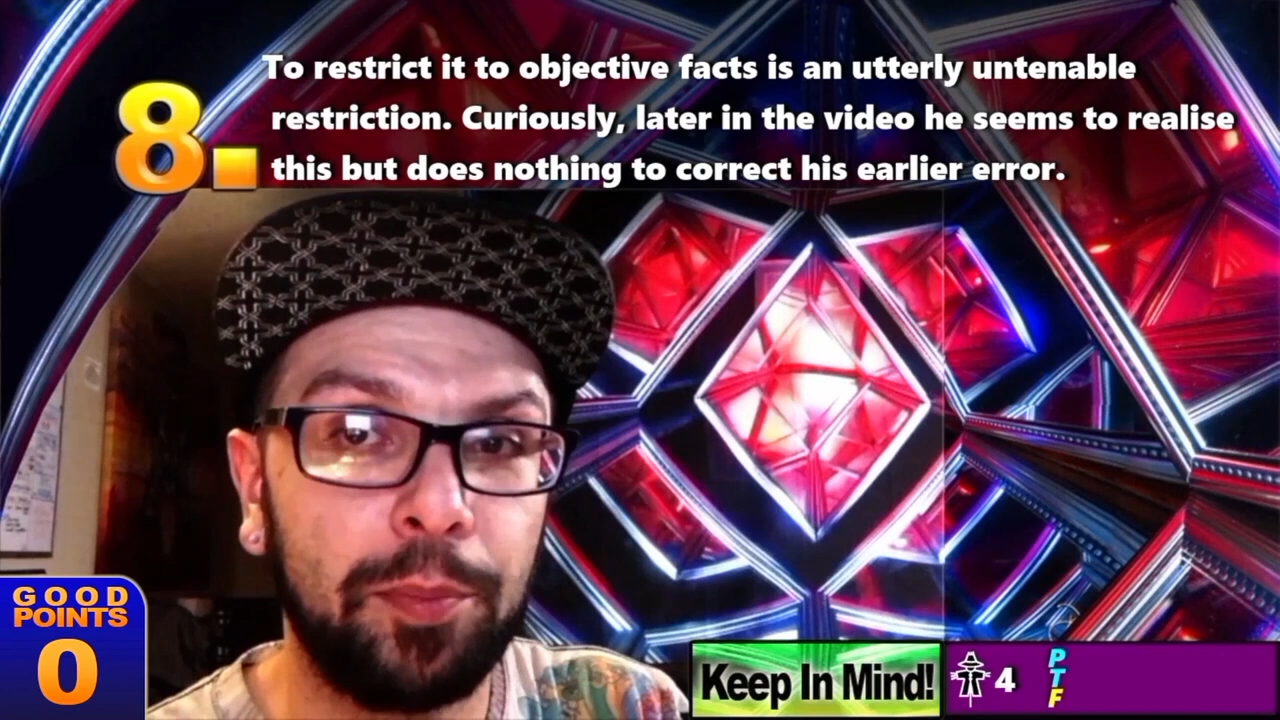 8.
To restrict it to objective facts is an utterly untenable
restriction. Curiously, later in the video he seems to realise
this but does nothing to correct his earlier error.
GOOD
POINTS
0
Keep In Mind!
4
P
T
F